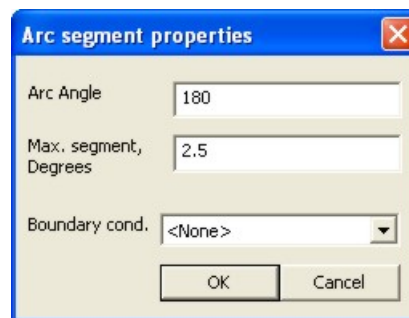 Arc segment properties
Arc Angle
180
Max. segment,
Degrees
2.5
Boundary cond.
<None>
OK
Cancel